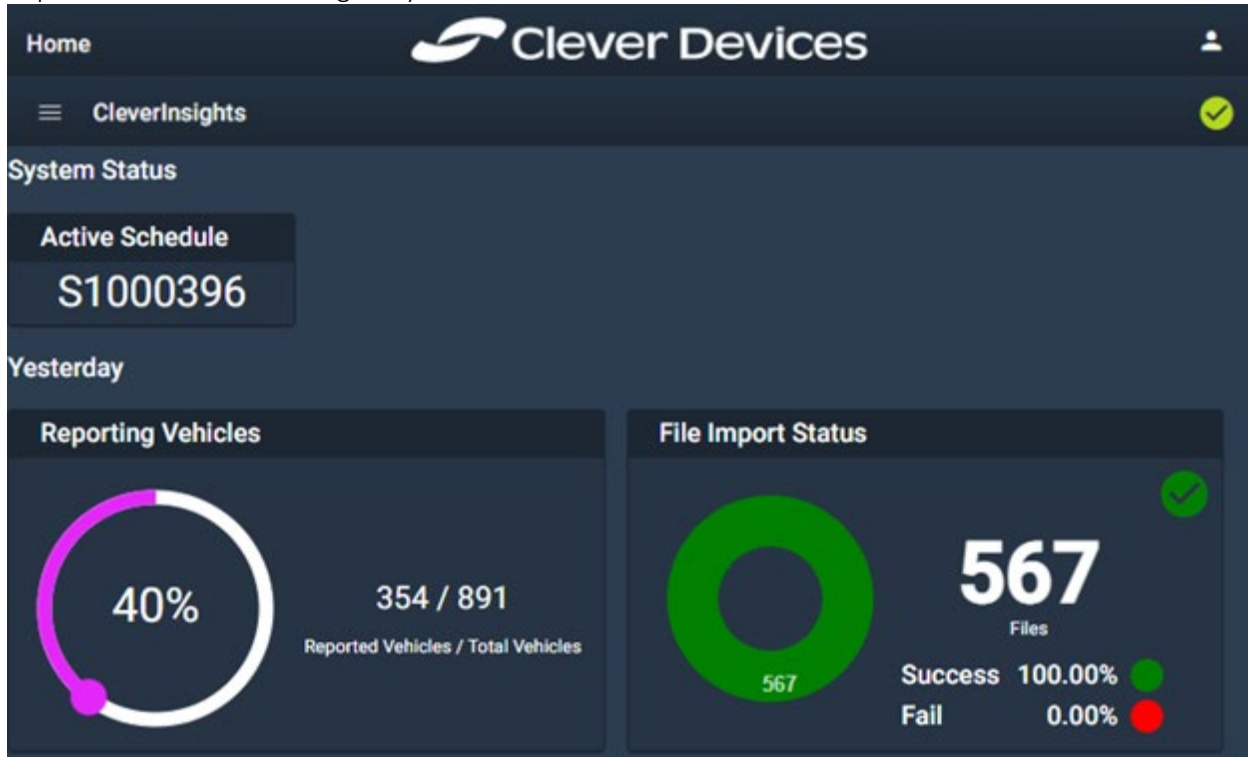 Home
Clever Devices
CleverInsights
System Status
Active Schedule
S1000396
Yesterday
Reporting Vehicles
40%
354 / 891
Reported Vehicles / Total Vehicles
File Import Status
567
567
Files
Success 100.00%
Fail 0.00%